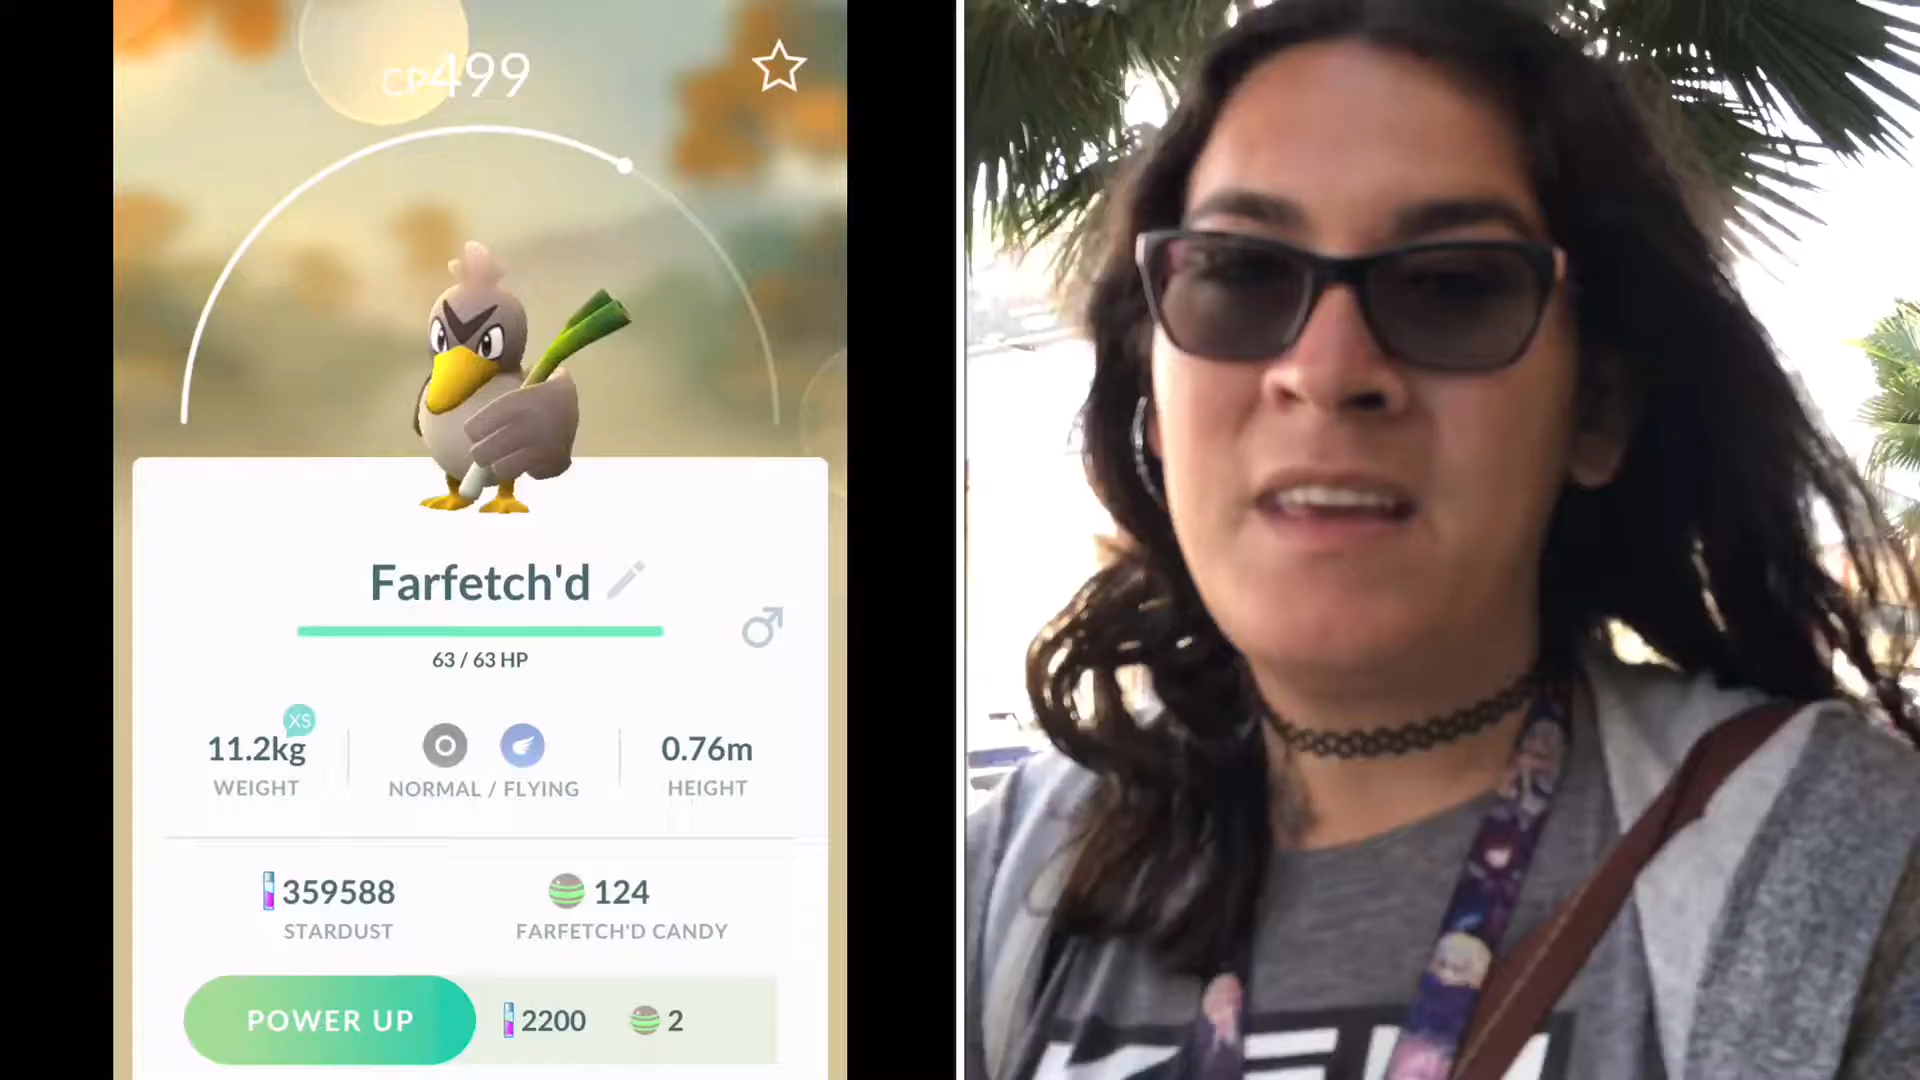 CP499
Farfetch'd
63 / 63 HP
XS
11.2kg
WEIGHT
NORMAL / FLYING
0.76m
HEIGHT
359588
STARDUST
124
FARFETCH'D CANDY
POWER UP
2200
2